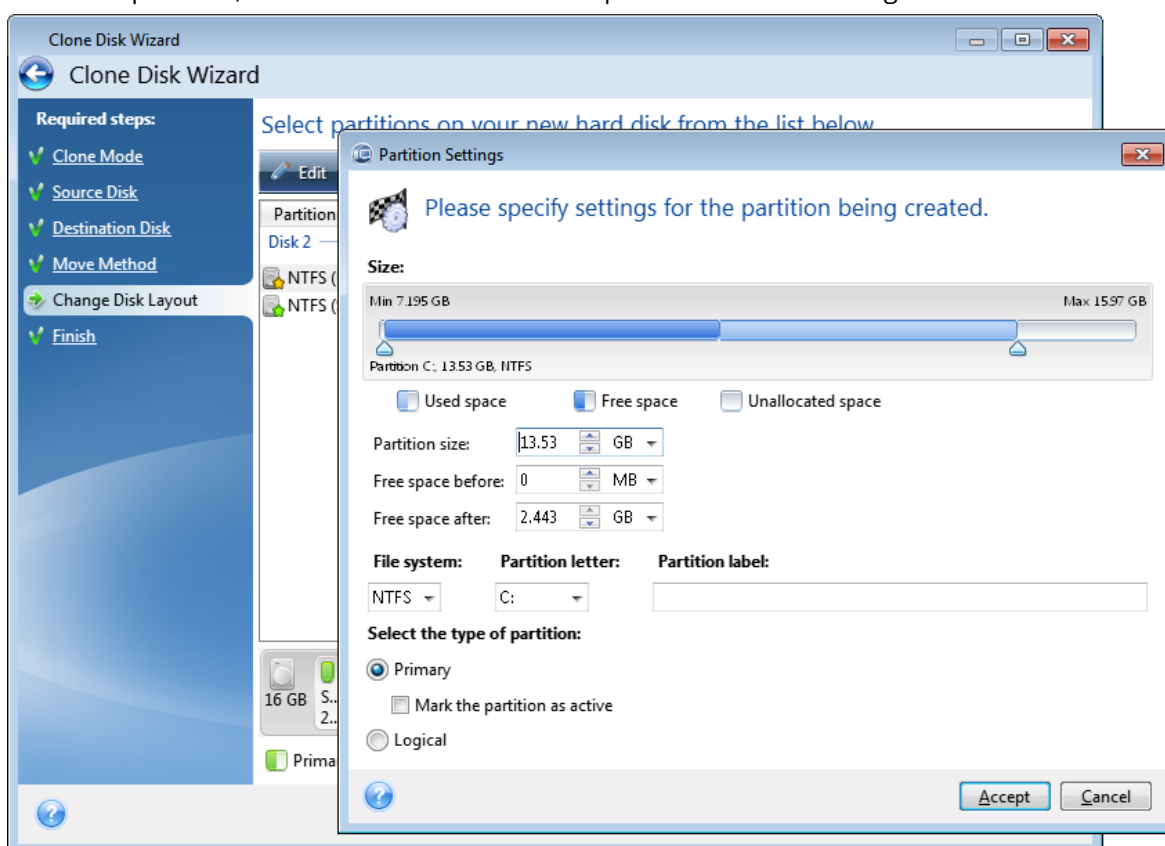 Clone Disk Wizard
Clone Disk Wizard
Required steps:
Clone Mode
Source Disk
Destination Disk
Move Method
Change Disk Layout
Finish
Select partitions on your new hard disk from the list below
Edit
Partition
Disk 2
NTFS (
NTFS (
16 GB S..
2..
Prima
Partition Settings
Please specify settings for the partition being created.
Size:
Min 7.195 GB Max 15.97 GB
Partition C:, 13.53 GB, NTFS
Used space Free space Unallocated space
Partition size: 13.53 GB
Free space before: 0 MB
Free space after: 2.443 GB
File system: Partition letter: Partition label:
NTFS C:
Select the type of partition:
Primary
Mark the partition as active
Logical
Accept Cancel